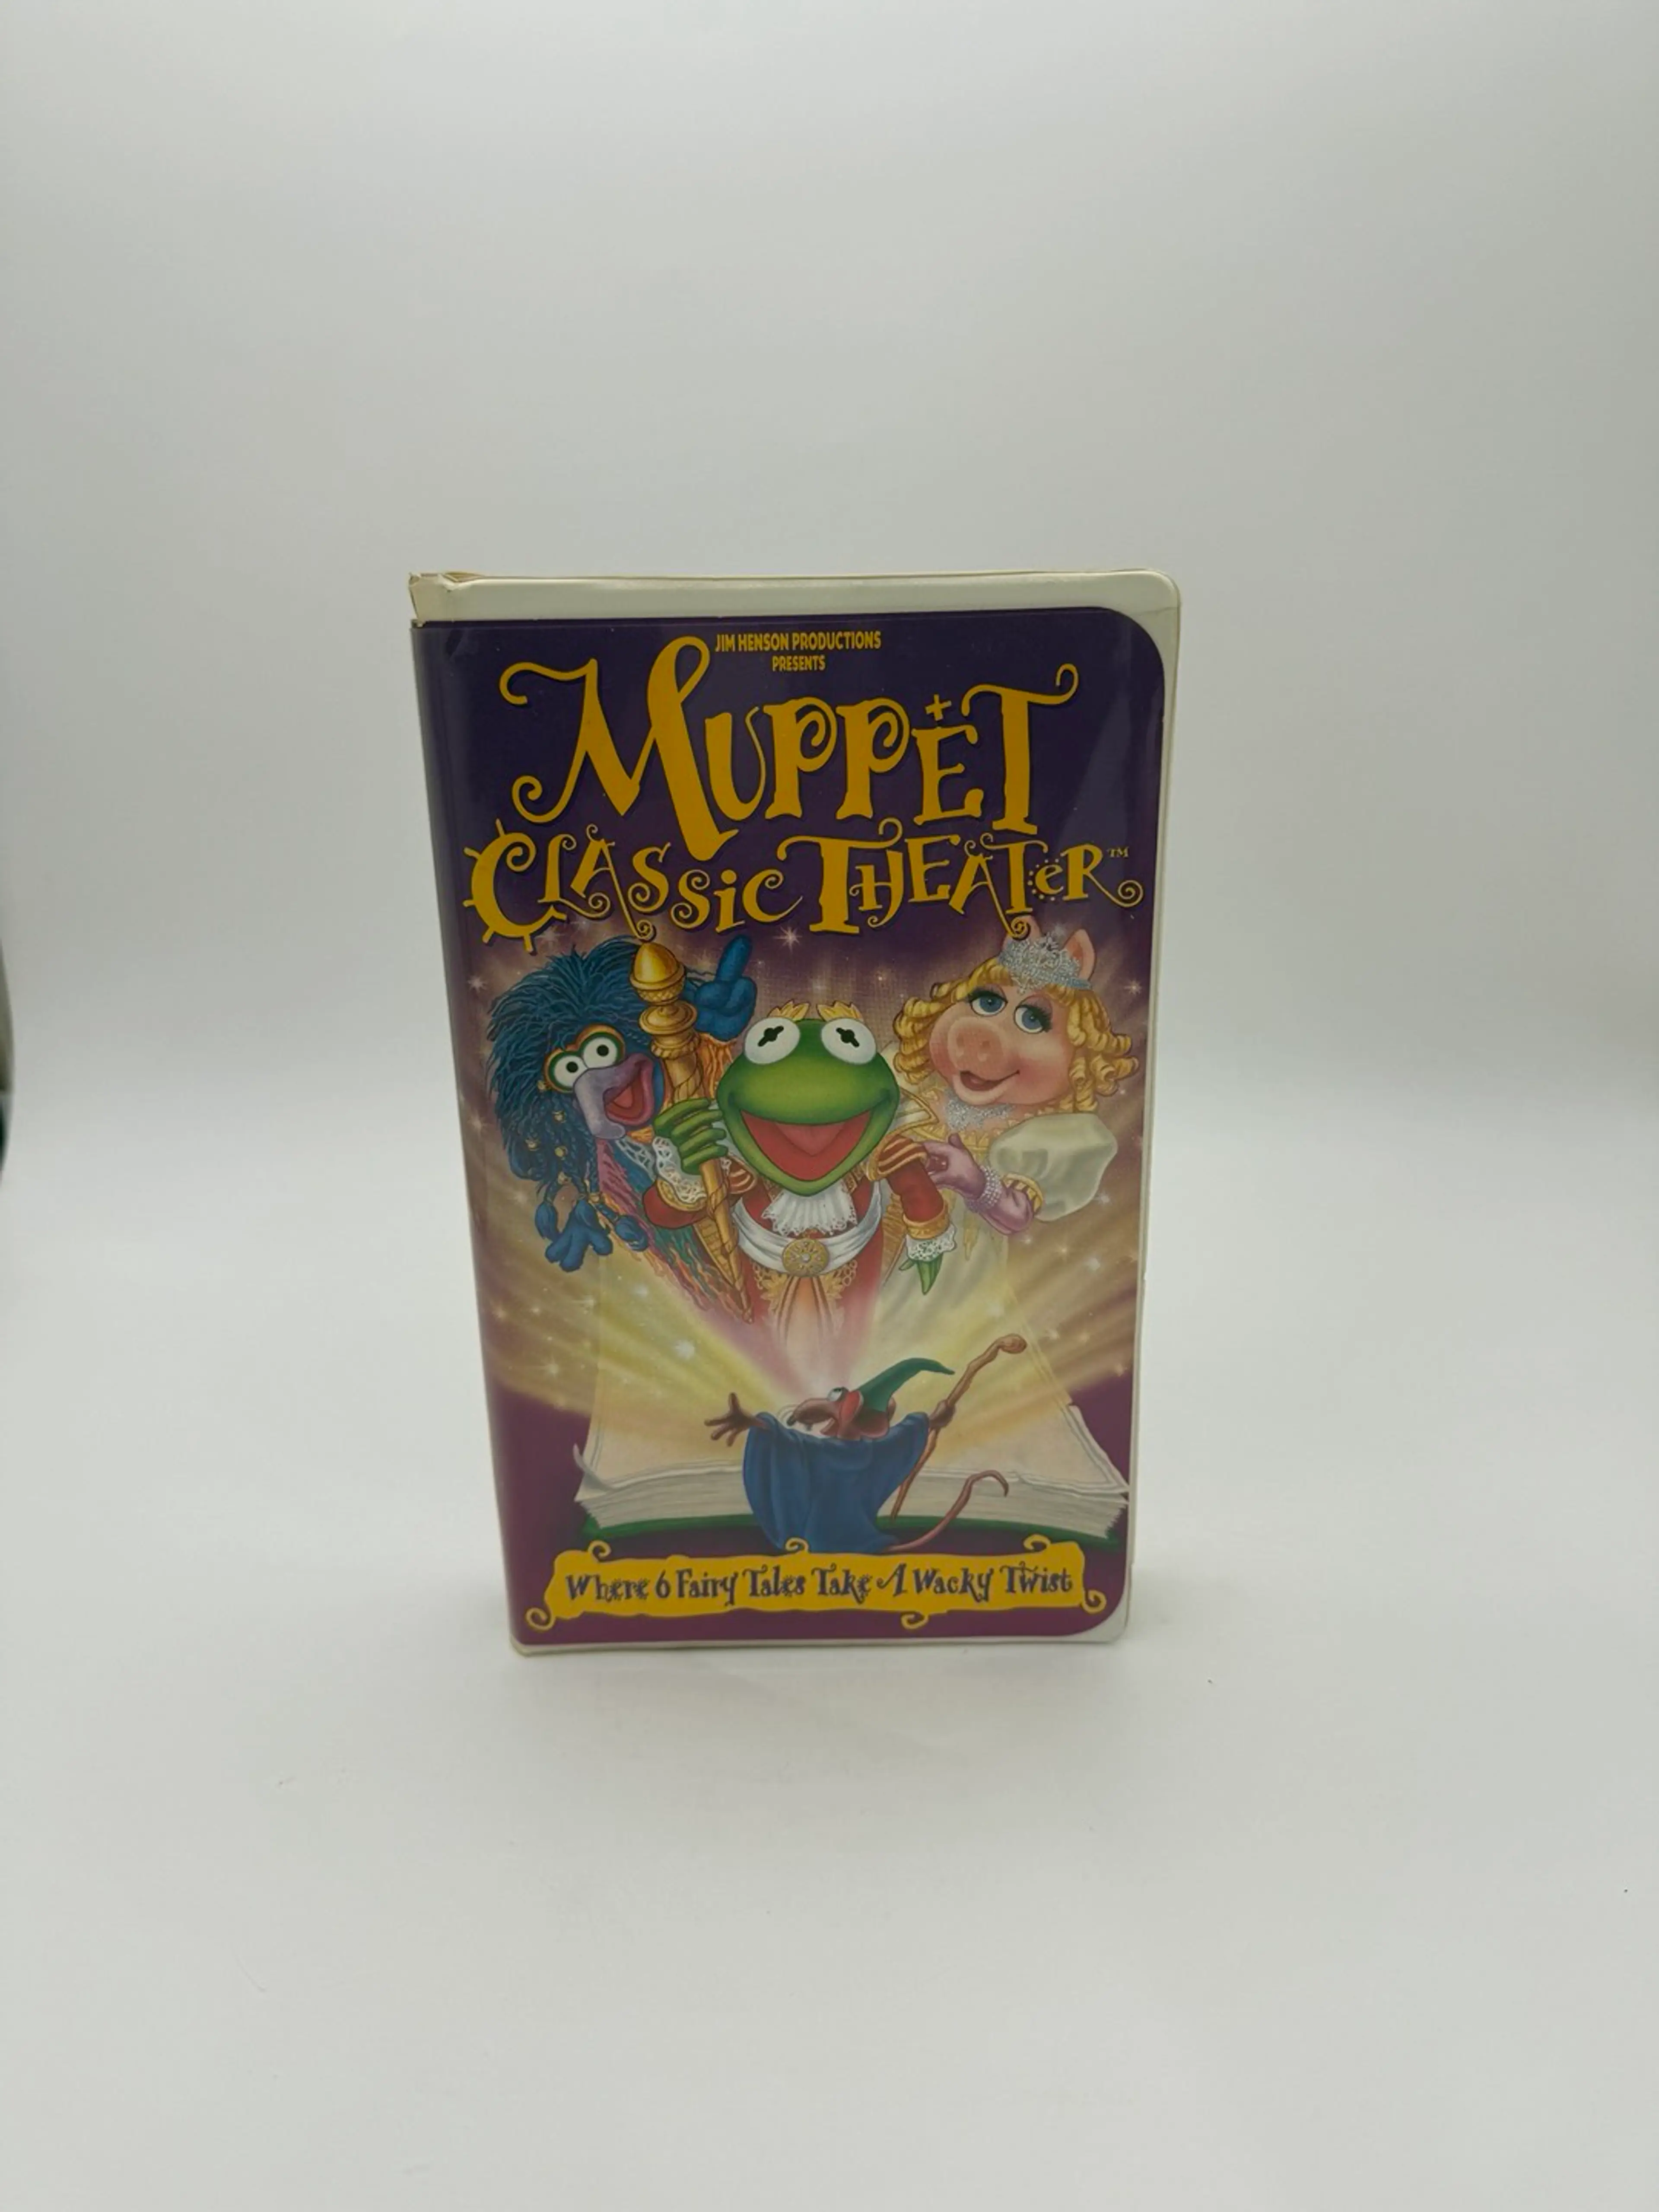 JIM HENSON PRODUCTIONS
PRESENTS
MUPPET
CLASSIC THEATER™
Where 6 Fairy Tales Take A Wacky Twist